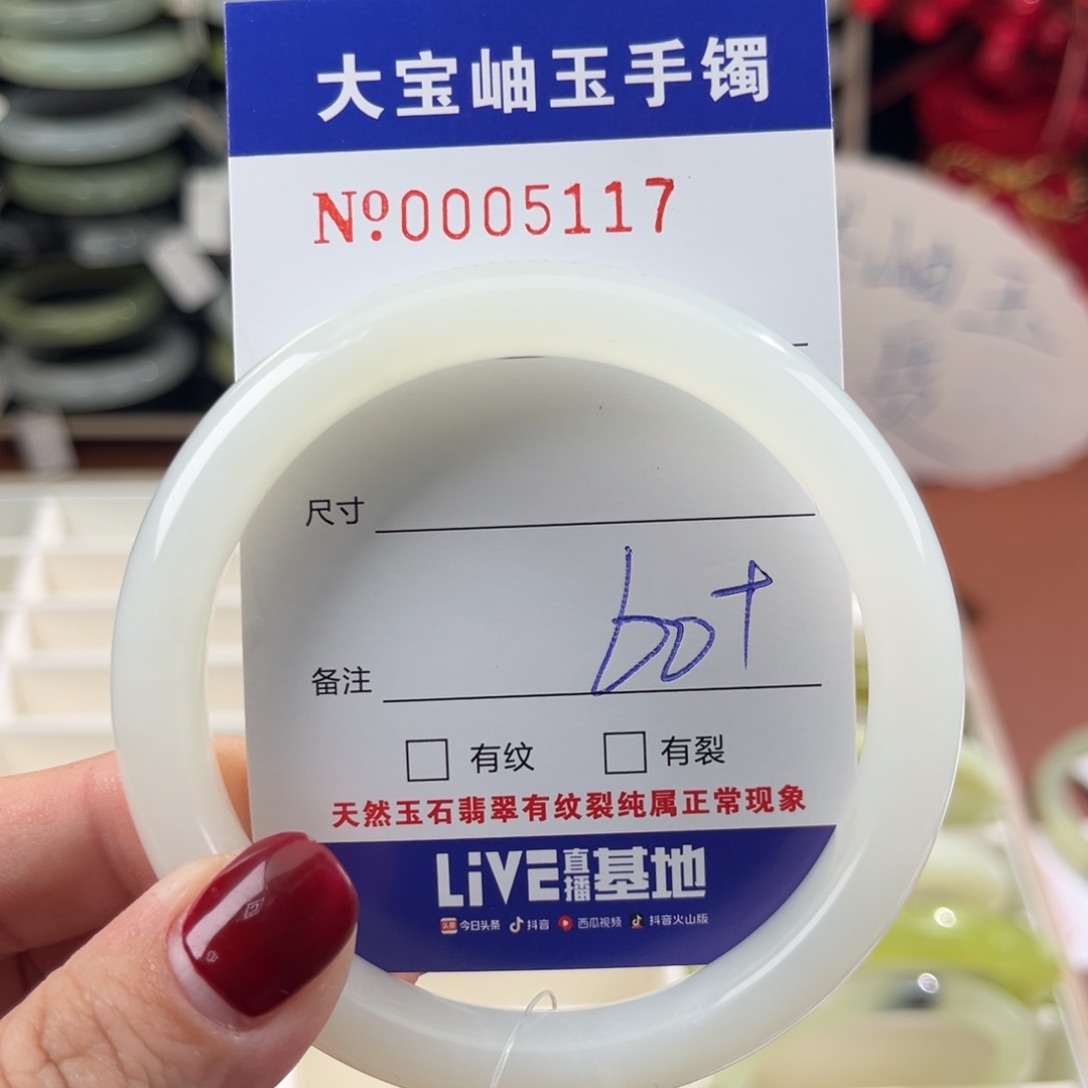 大宝岫玉手镯
Nº0005117
尺寸
60+
备注
有纹 有裂
天然玉石翡翠有纹裂纯属正常现象
LiVE直播基地
头条 今日头条 抖音 西瓜视频 抖音火山版